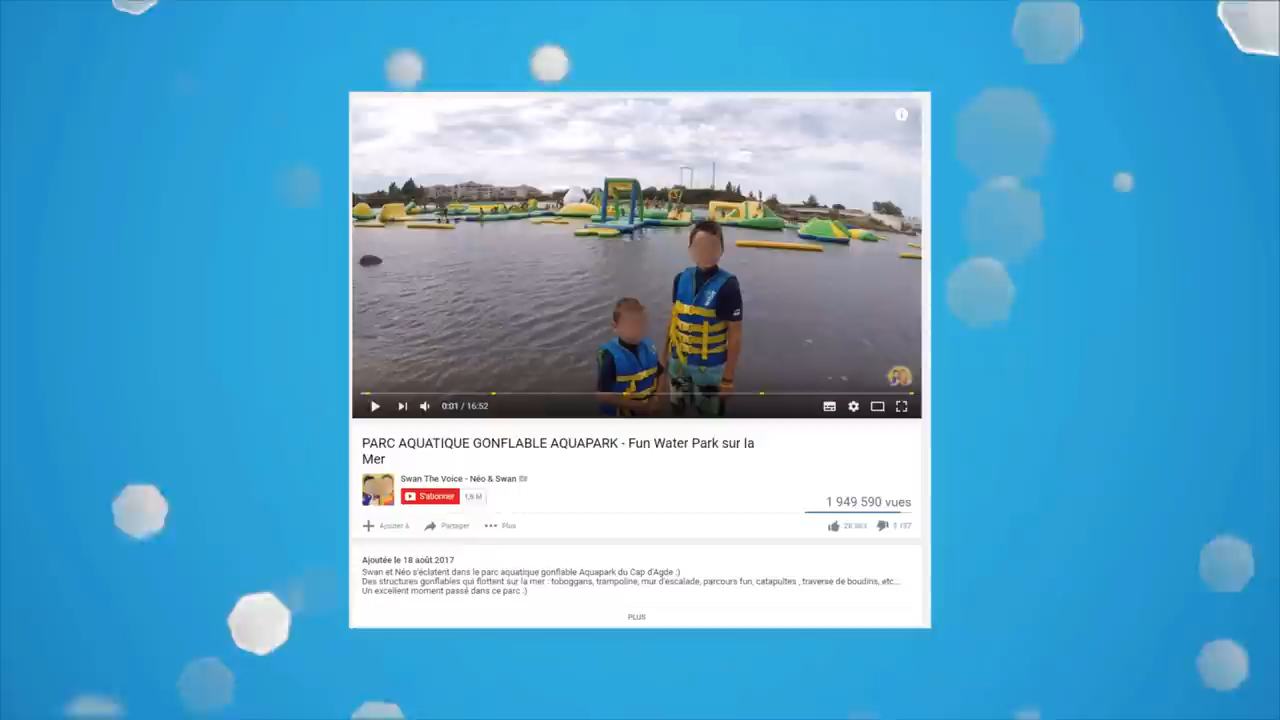 0:01 / 16:52
PARC AQUATIQUE GONFLABLE AQUAPARK - Fun Water Park sur la
Mer
Swan The Voice - Néo & Swan
S'abonner 1,6 M
1 949 590 vues
Ajouter à Partager Plus
Ajoutée le 18 août 2017
Swan et Néo s'éclatent dans le parc aquatique gonflable Aquapark du Cap d'Agde :)
Des structures gonflables qui flottent sur la mer : toboggans, trampoline, mur d'escalade, parcours fun, catapultes , traverse de boudins, etc...
Un excellent moment passé dans ce parc :)
PLUS